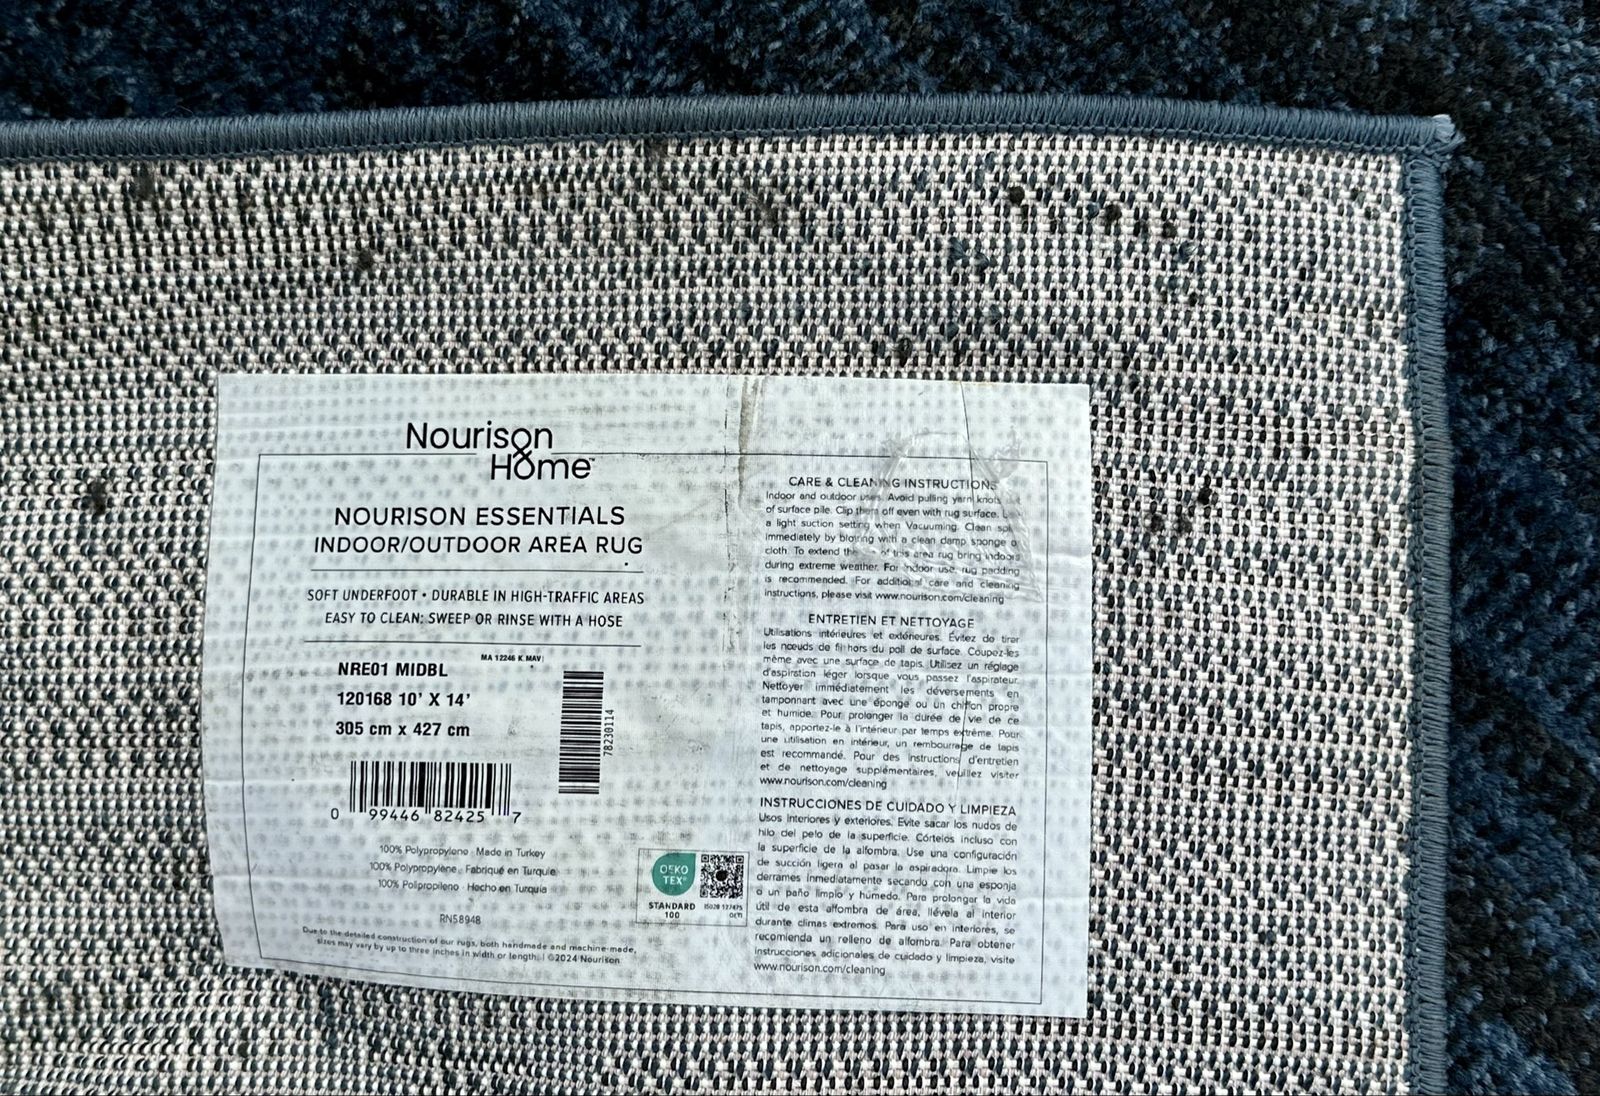 Nourison
Home™
NOURISON ESSENTIALS
INDOOR/OUTDOOR AREA RUG
SOFT UNDERFOOT • DURABLE IN HIGH-TRAFFIC AREAS
EASY TO CLEAN: SWEEP OR RINSE WITH A HOSE
MA 12246 K MAVI
NRE01 MIDBL
120168 10' X 14'
305 cm x 427 cm
78230114
0 99446 82425 7
100% Polypropylene Made in Turkey
100% Polypropylène Fabriqué en Turquie
100% Polipropileno Hecho en Turquía
RN58948
Due to the detailed construction of our rugs, both handmade and machine-made,
sizes may vary by up to three inches in width or length. | ©2024 Nourison
OEKO
TEX®
STANDARD
100
CARE & CLEANING INSTRUCTIONS
Indoor and outdoor uses. Avoid pulling yarn knots
of surface pile. Clip them off even with rug surface.
a light suction setting when Vacuuming. Clean
immediately by blotting with a clean damp sponge
cloth. To extend the of this area rug bring indoors
during extreme weather. For indoor use, rug padding
is recommended. For additional care and cleaning
instructions, please visit www.nourison.com/cleaning
ENTRETIEN ET NETTOYAGE
Utilisations intérieures et extérieures. Évitez de tirer
les nœuds de fil hors du poil de surface. Coupez-les
même avec une surface de tapis. Utilisez un réglage
d'aspiration léger lorsque vous passez l'aspirateur.
Nettoyer immédiatement les déversements en
tamponnant avec une éponge ou un chiffon propre
et humide. Pour prolonger la durée de vie de ce
tapis, apportez-le à l'intérieur par temps extrême. Pour
une utilisation en intérieur, un rembourrage de tapis
est recommandé. Pour des instructions d'entretien
et de nettoyage supplémentaires, veuillez visiter
www.nourison.com/cleaning
INSTRUCCIONES DE CUIDADO Y LIMPIEZA
Usos Interiores y exteriores. Evite sacar los nudos de
hilo del pelo de la superficie. Córtelos incluso con
la superficie de la alfombra. Use una configuración
de succión ligera al pasar la aspiradora. Limpie los
derrames inmediatamente secando con una esponja
o un paño limpio y húmedo. Para prolongar la vida
útil de esta alfombra de área, llévela al interior
durante climas extremos. Para uso en interiores, se
recomienda un relleno de alfombra. Para obtener
instrucciones adicionales de cuidado y limpieza, visite
www.nourison.com/cleaning